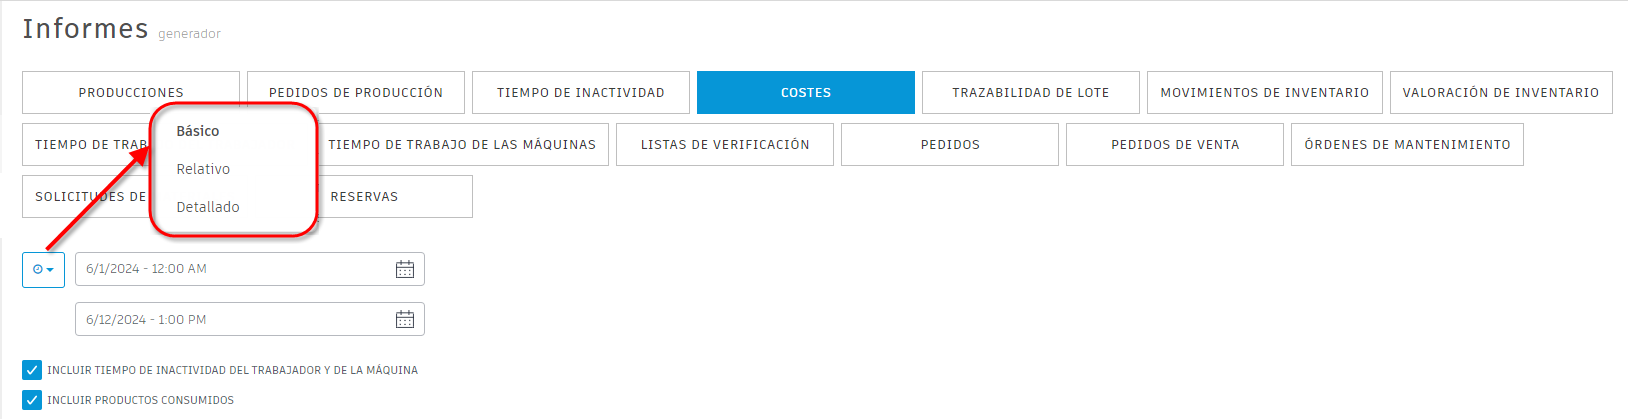 Informes generador
PRODUCCIONES PEDIDOS DE PRODUCCIÓN TIEMPO DE INACTIVIDAD COSTES TRAZABILIDAD DE LOTE MOVIMIENTOS DE INVENTARIO VALORACIÓN DE INVENTARIO
TIEMPO DE TRAB TIEMPO DE TRABAJO DE LAS MÁQUINAS LISTAS DE VERIFICACIÓN PEDIDOS PEDIDOS DE VENTA ÓRDENES DE MANTENIMIENTO
SOLICITUDES DE RESERVAS
Básico
Relativo
Detallado
6/1/2024 - 12:00 AM
6/12/2024 - 1:00 PM
INCLUIR TIEMPO DE INACTIVIDAD DEL TRABAJADOR Y DE LA MÁQUINA
INCLUIR PRODUCTOS CONSUMIDOS